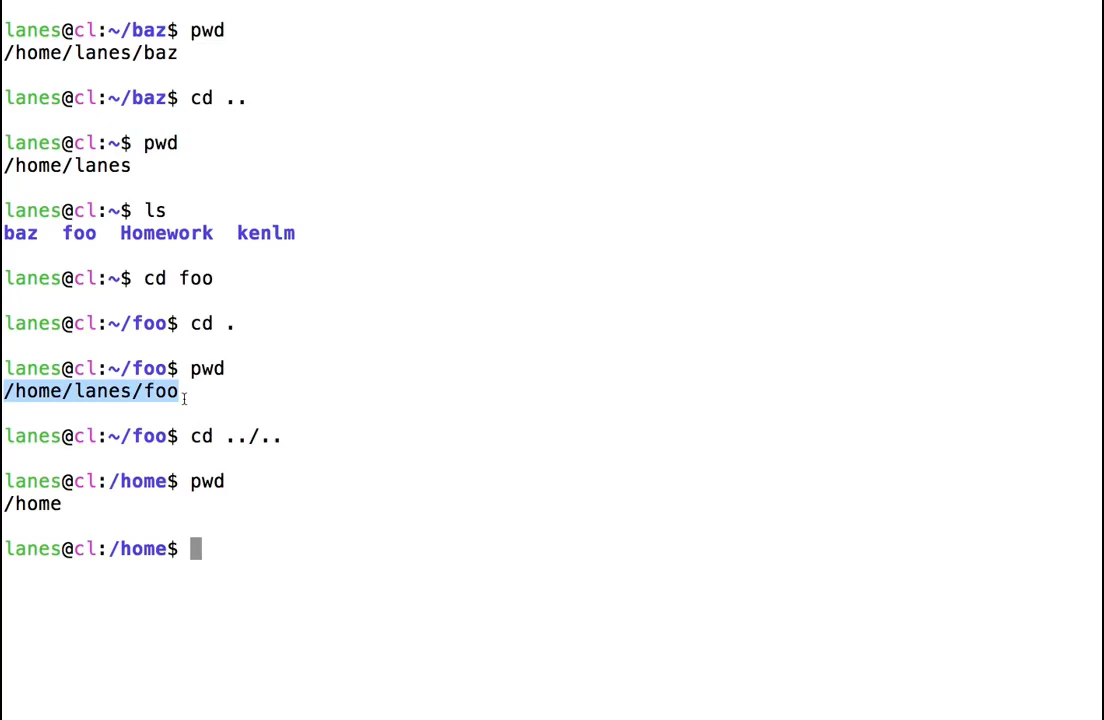 lanes@cl:~/baz$ pwd
/home/lanes/baz
lanes@cl:~/baz$ cd ..
lanes@cl:~$ pwd
/home/lanes
lanes@cl:~$ ls
baz  foo  Homework  kenlm
lanes@cl:~$ cd foo
lanes@cl:~/foo$ cd .
lanes@cl:~/foo$ pwd
/home/lanes/foo
lanes@cl:~/foo$ cd ../..
lanes@cl:/home$ pwd
/home
lanes@cl:/home$